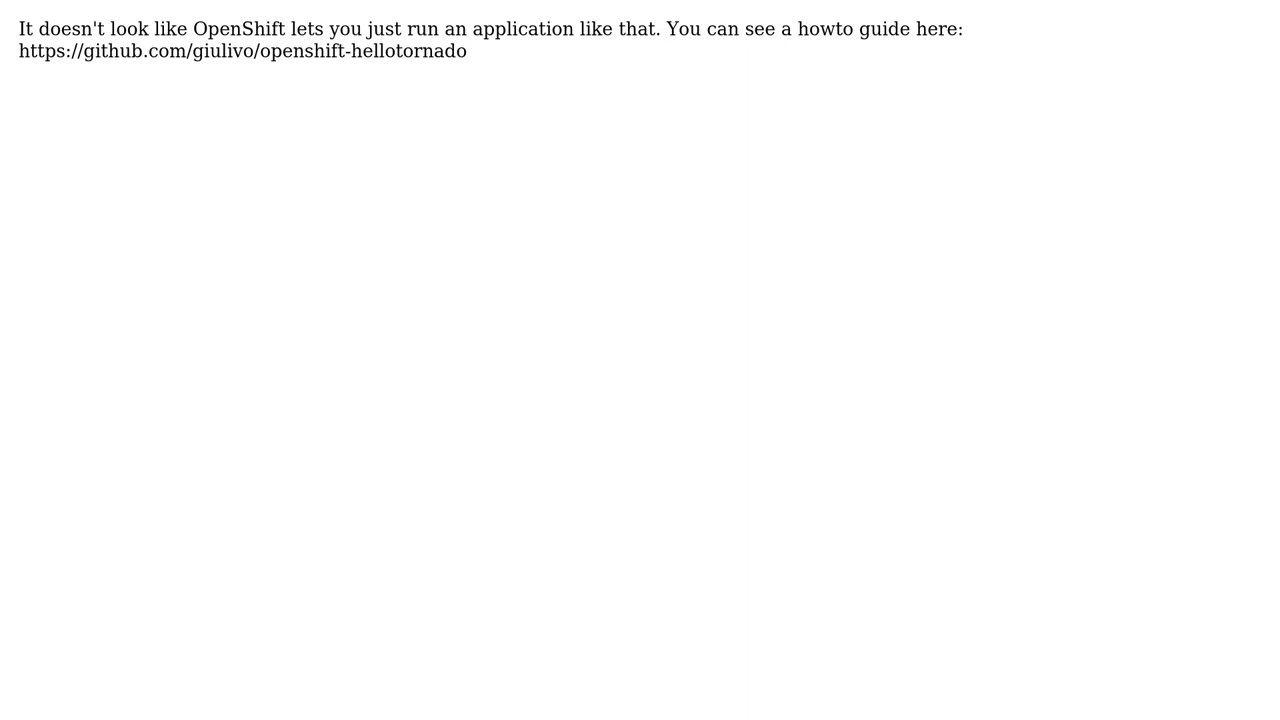 It doesn't look like OpenShift lets you just run an application like that. You can see a howto guide here:
https://github.com/giulivo/openshift-hellotornado